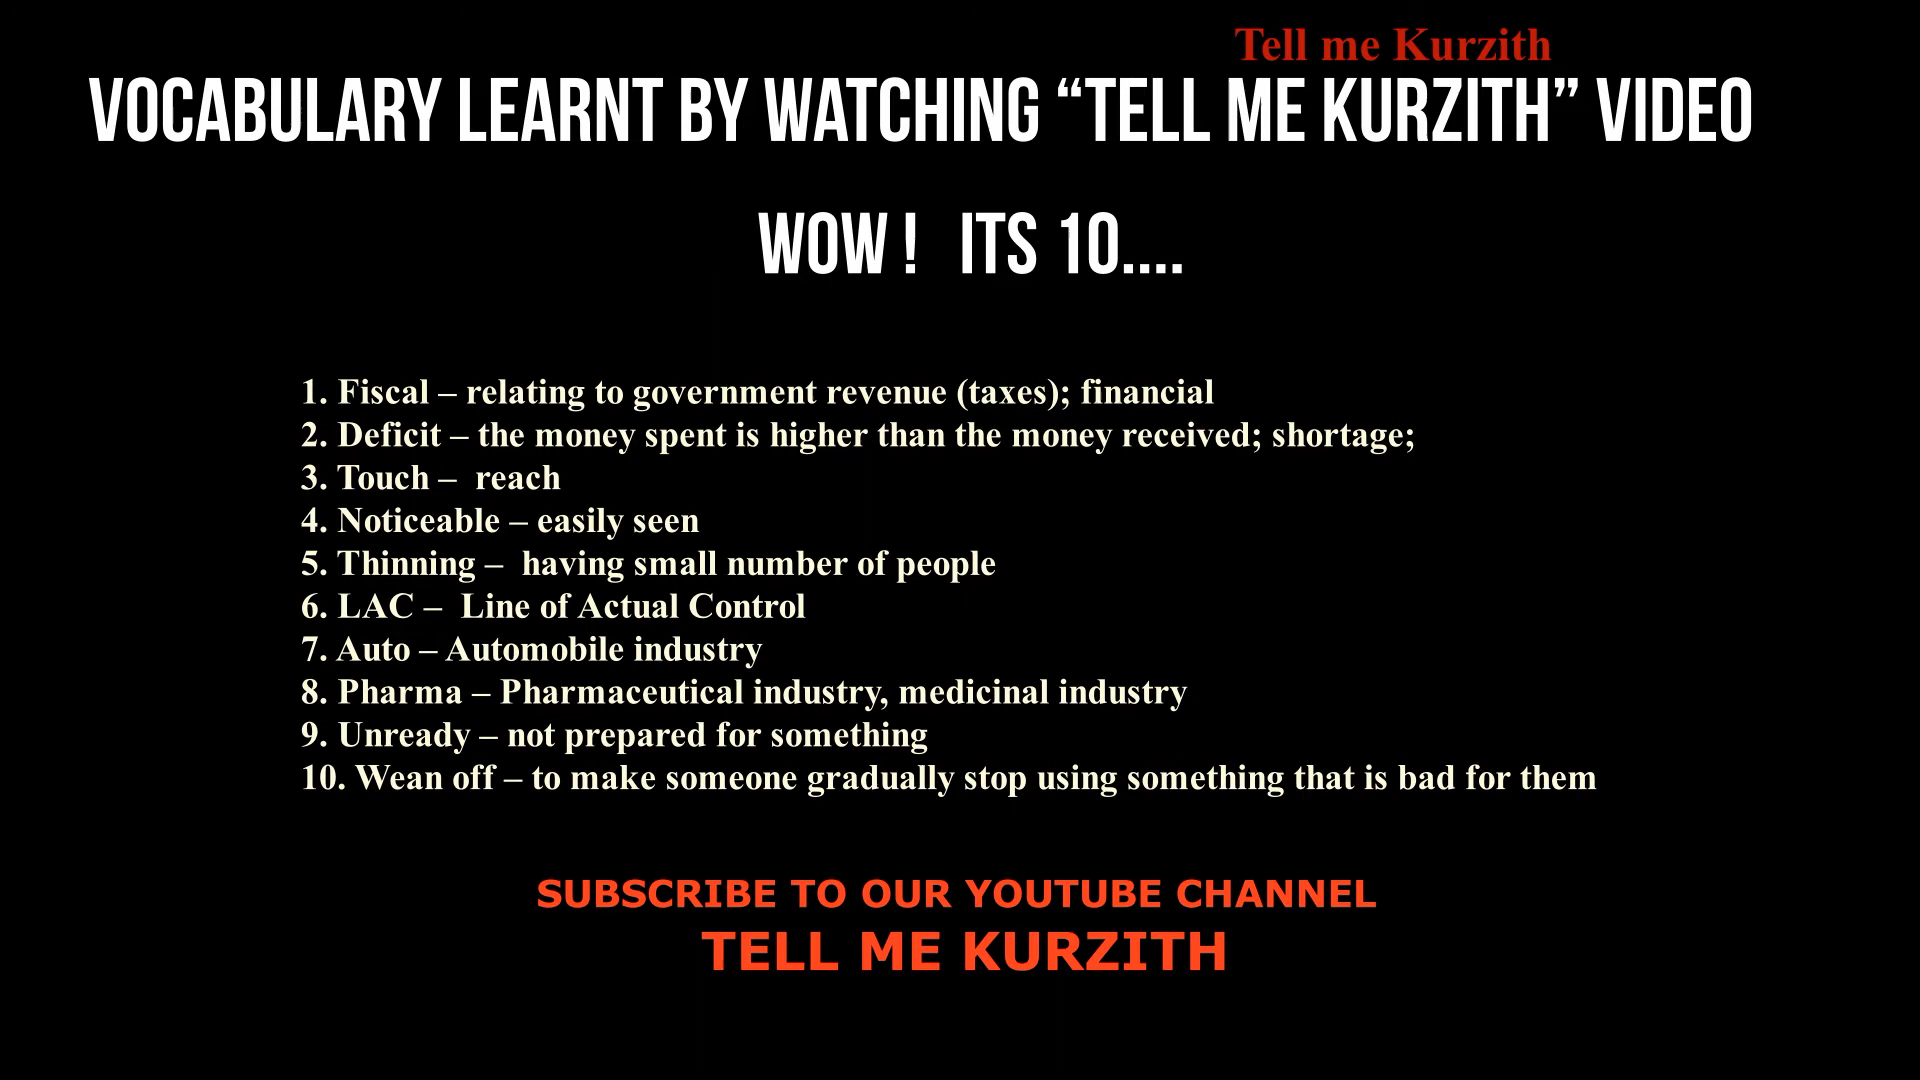 Tell me Kurzith
VOCABULARY LEARNT BY WATCHING “TELL ME KURZITH” VIDEO
WOW ! ITS 10....
1. Fiscal – relating to government revenue (taxes); financial
2. Deficit – the money spent is higher than the money received; shortage;
3. Touch – reach
4. Noticeable – easily seen
5. Thinning – having small number of people
6. LAC – Line of Actual Control
7. Auto – Automobile industry
8. Pharma – Pharmaceutical industry, medicinal industry
9. Unready – not prepared for something
10. Wean off – to make someone gradually stop using something that is bad for them
SUBSCRIBE TO OUR YOUTUBE CHANNEL
TELL ME KURZITH